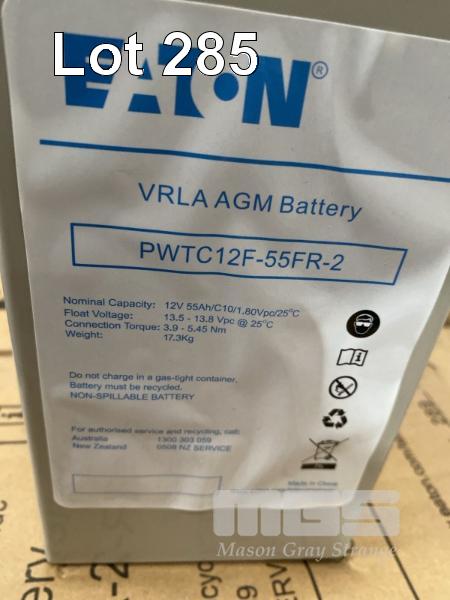 Lot 285
EATON®
VRLA AGM Battery
PWTC12F-55FR-2
Nominal Capacity: 12V 55Ah/C10/1.80Vpc/25°C
Float Voltage: 13.5 - 13.8 Vpc @ 25°C
Connection Torque: 3.9 - 5.45 Nm
Weight: 17.3Kg
Do not charge in a gas-tight container.
Battery must be recycled.
NON-SPILLABLE BATTERY
For authorised service and recycling, call:
Australia 1300 303 059
New Zealand 0508 NZ SERVICE
Made in China
MGS
Mason Gray Strange